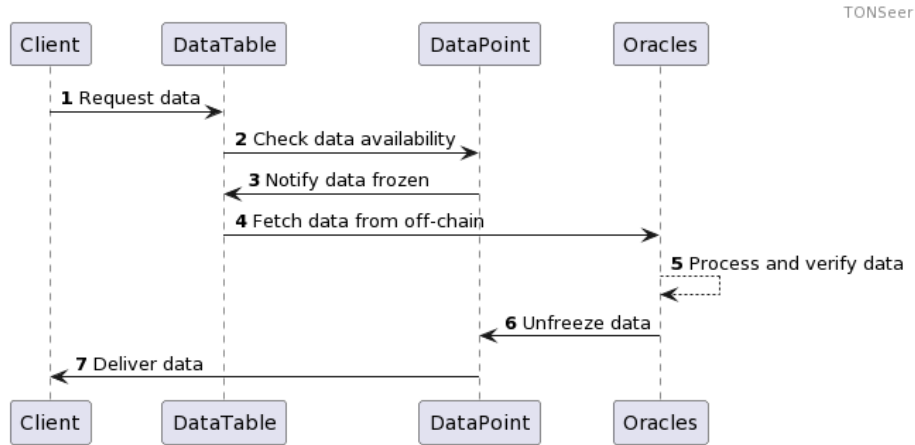 TONSeer
Client DataTable DataPoint Oracles
1 Request data
2 Check data availability
3 Notify data frozen
4 Fetch data from off-chain
5 Process and verify data
6 Unfreeze data
7 Deliver data
Client DataTable DataPoint Oracles